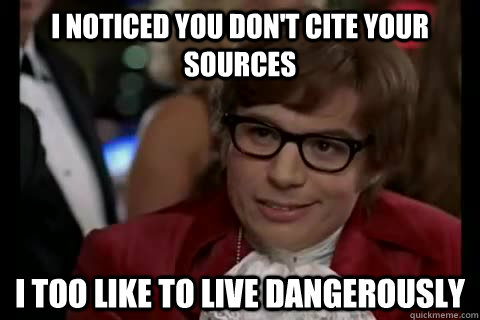 I NOTICED YOU DON'T CITE YOUR
SOURCES
I TOO LIKE TO LIVE DANGEROUSLY
quickmeme.com